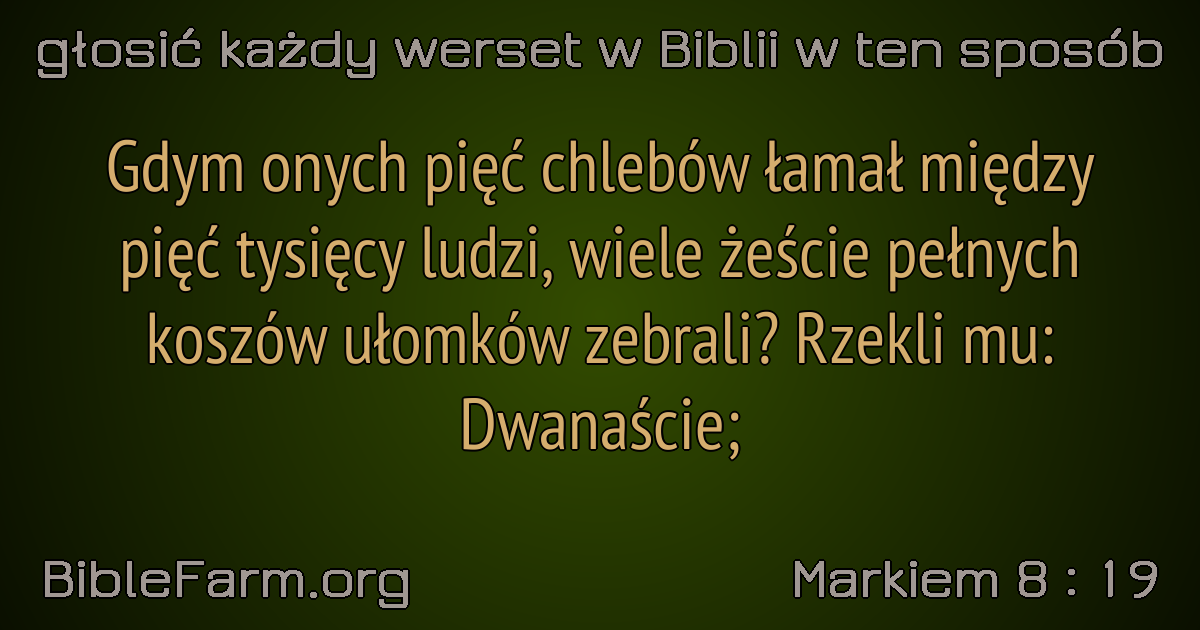 głosić każdy werset w Biblii w ten sposób
Gdym onych pięć chlebów łamał między
pięć tysięcy ludzi, wiele żeście pełnych
koszów ułomków zebrali? Rzekli mu:
Dwanaście;
BibleFarm.org
Markiem 8 : 19